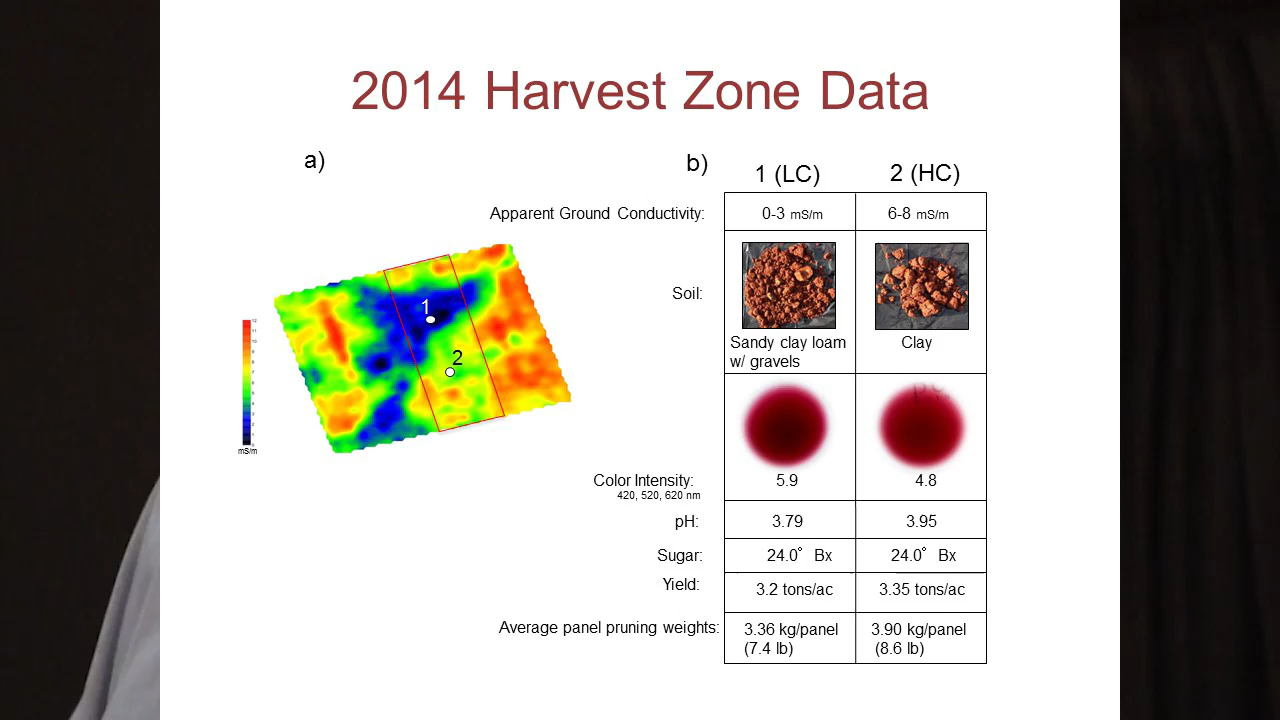 2014 Harvest Zone Data
a)
b)
1 (LC)
2 (HC)
Apparent Ground Conductivity:
0-3 mS/m
6-8 mS/m
1
2
mS/m
Soil:
Sandy clay loam
w/ gravels
Clay
Color Intensity:
420, 520, 620 nm
5.9
4.8
pH:
3.79
3.95
Sugar:
24.0° Bx
24.0° Bx
Yield:
3.2 tons/ac
3.35 tons/ac
Average panel pruning weights:
3.36 kg/panel
(7.4 lb)
3.90 kg/panel
(8.6 lb)